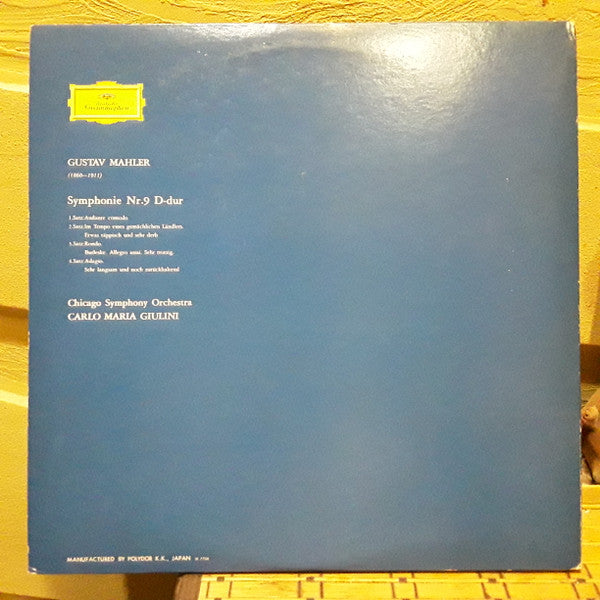 Deutsche
Grammophon
GUSTAV MAHLER
(1860—1911)
Symphonie Nr.9 D-dur
1.Satz:Andante comodo.
2.Satz:Im Tempo eines gemächlichen Ländlers.
Etwas täppisch und sehr derb.
3.Satz:Rondo.
Burleske. Allegro assai. Sehr trotzig.
4.Satz:Adagio.
Sehr langsam und noch zurückhaltend
Chicago Symphony Orchestra
CARLO MARIA GIULINI
MANUFACTURED BY POLYDOR K.K., JAPAN